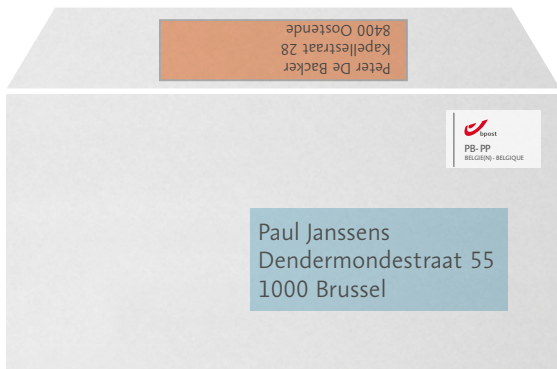 Peter De Backer
Kapellestraat 28
8400 Oostende
bpost
PB- PP
BELGIE(N) - BELGIQUE
Paul Janssens
Dendermondestraat 55
1000 Brussel